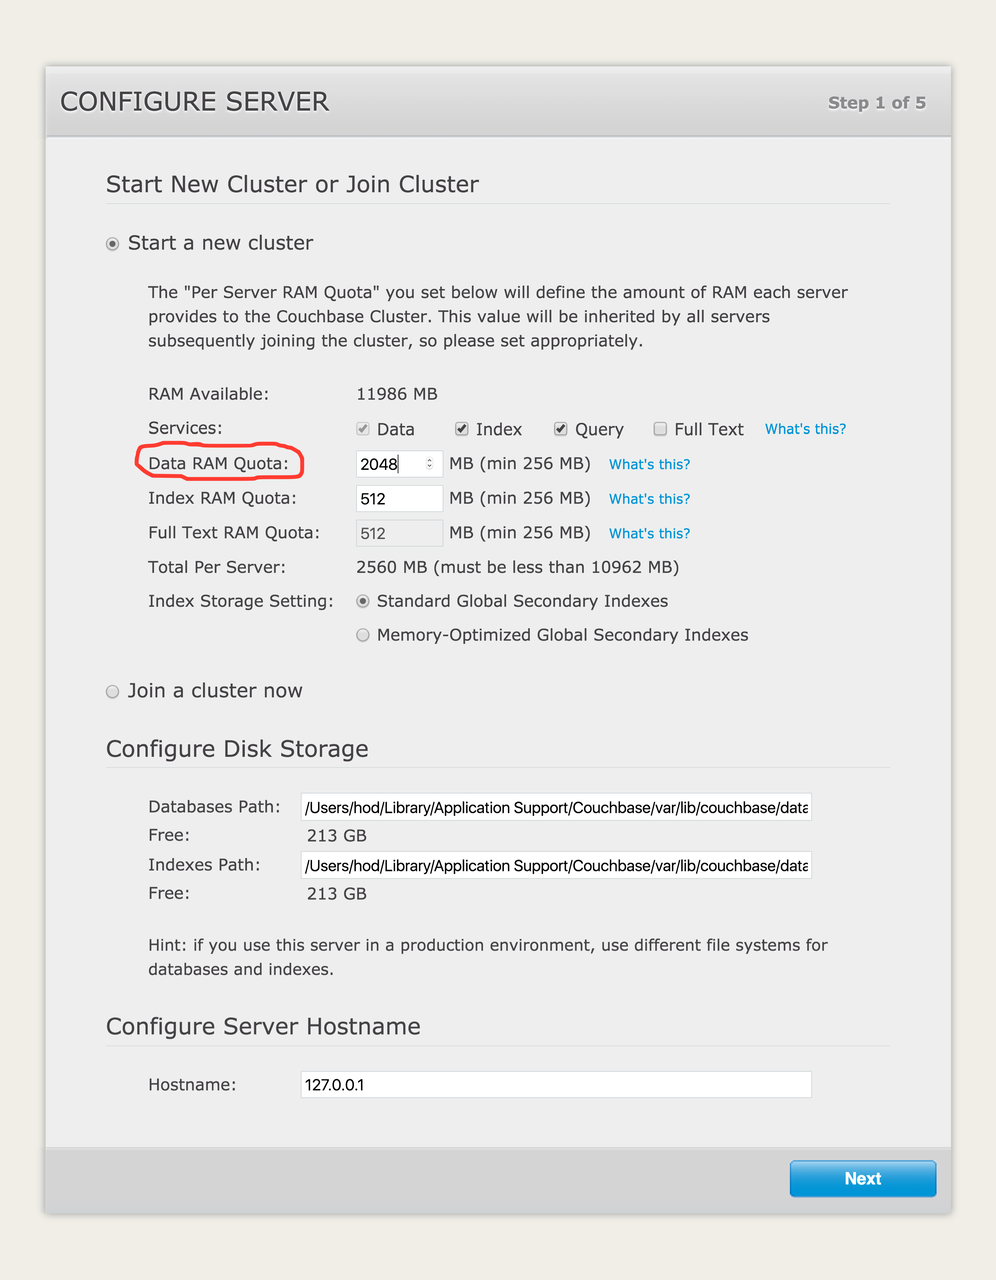 CONFIGURE SERVER
Step 1 of 5
Start New Cluster or Join Cluster
Start a new cluster
The "Per Server RAM Quota" you set below will define the amount of RAM each server
provides to the Couchbase Cluster. This value will be inherited by all servers
subsequently joining the cluster, so please set appropriately.
RAM Available: 11986 MB
Services: Data Index Query Full Text What's this?
Data RAM Quota: 2048 MB (min 256 MB) What's this?
Index RAM Quota: 512 MB (min 256 MB) What's this?
Full Text RAM Quota: 512 MB (min 256 MB) What's this?
Total Per Server: 2560 MB (must be less than 10962 MB)
Index Storage Setting: Standard Global Secondary Indexes
Memory-Optimized Global Secondary Indexes
Join a cluster now
Configure Disk Storage
Databases Path: /Users/hod/Library/Application Support/Couchbase/var/lib/couchbase/data
Free: 213 GB
Indexes Path: /Users/hod/Library/Application Support/Couchbase/var/lib/couchbase/data
Free: 213 GB
Hint: if you use this server in a production environment, use different file systems for
databases and indexes.
Configure Server Hostname
Hostname: 127.0.0.1
Next